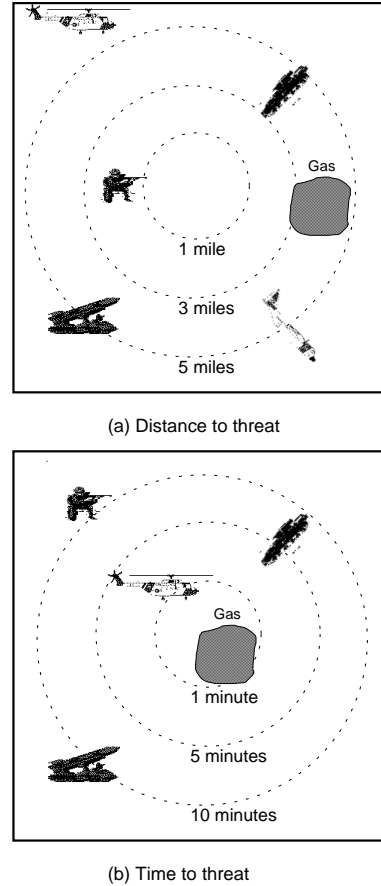 Gas
1 mile
3 miles
5 miles
(a) Distance to threat
Gas
1 minute
5 minutes
10 minutes
(b) Time to threat